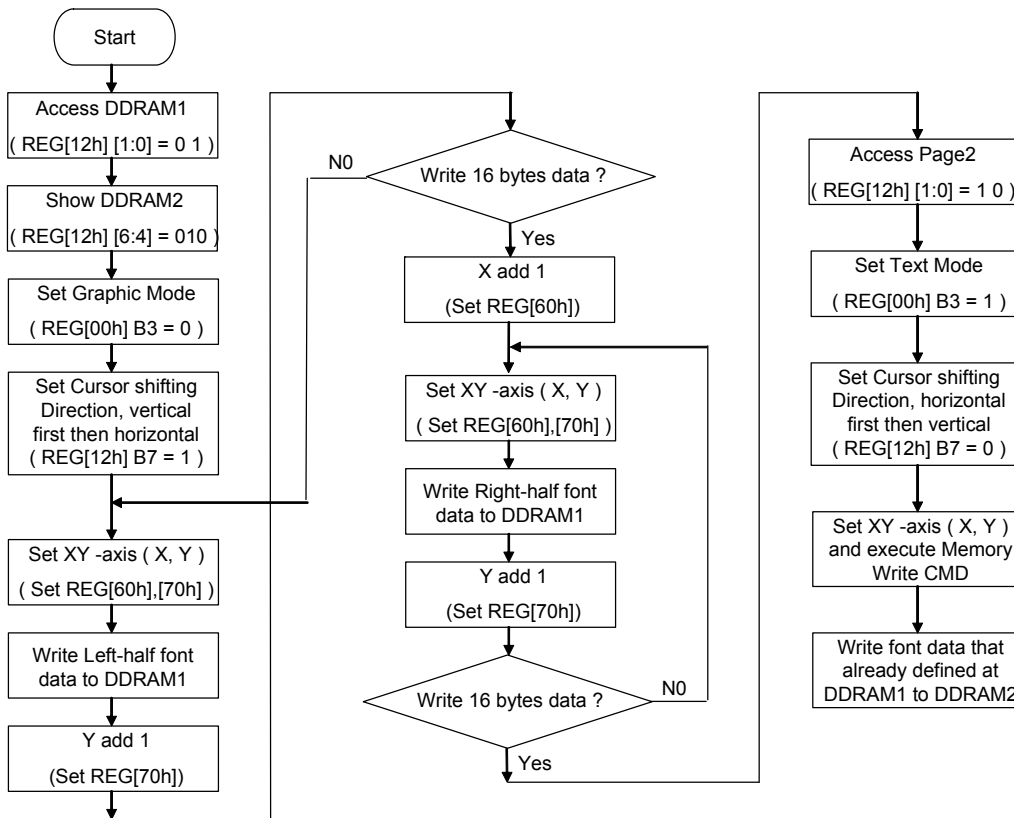 Start
Access DDRAM1
( REG[12h] [1:0] = 0 1 )
Show DDRAM2
( REG[12h] [6:4] = 010 )
Set Graphic Mode
( REG[00h] B3 = 0 )
Set Cursor shifting
Direction, vertical
first then horizontal
( REG[12h] B7 = 1 )
Set XY -axis ( X, Y )
( Set REG[60h],[70h] )
Write Left-half font
data to DDRAM1
Y add 1
(Set REG[70h])
Write 16 bytes data ?
N0
Yes
X add 1
(Set REG[60h])
Set XY -axis ( X, Y )
( Set REG[60h],[70h] )
Write Right-half font
data to DDRAM1
Y add 1
(Set REG[70h])
Write 16 bytes data ?
N0
Yes
Access Page2
( REG[12h] [1:0] = 1 0 )
Set Text Mode
( REG[00h] B3 = 1 )
Set Cursor shifting
Direction, horizontal
first then vertical
( REG[12h] B7 = 0 )
Set XY -axis ( X, Y )
and execute Memory
Write CMD
Write font data that
already defined at
DDRAM1 to DDRAM2